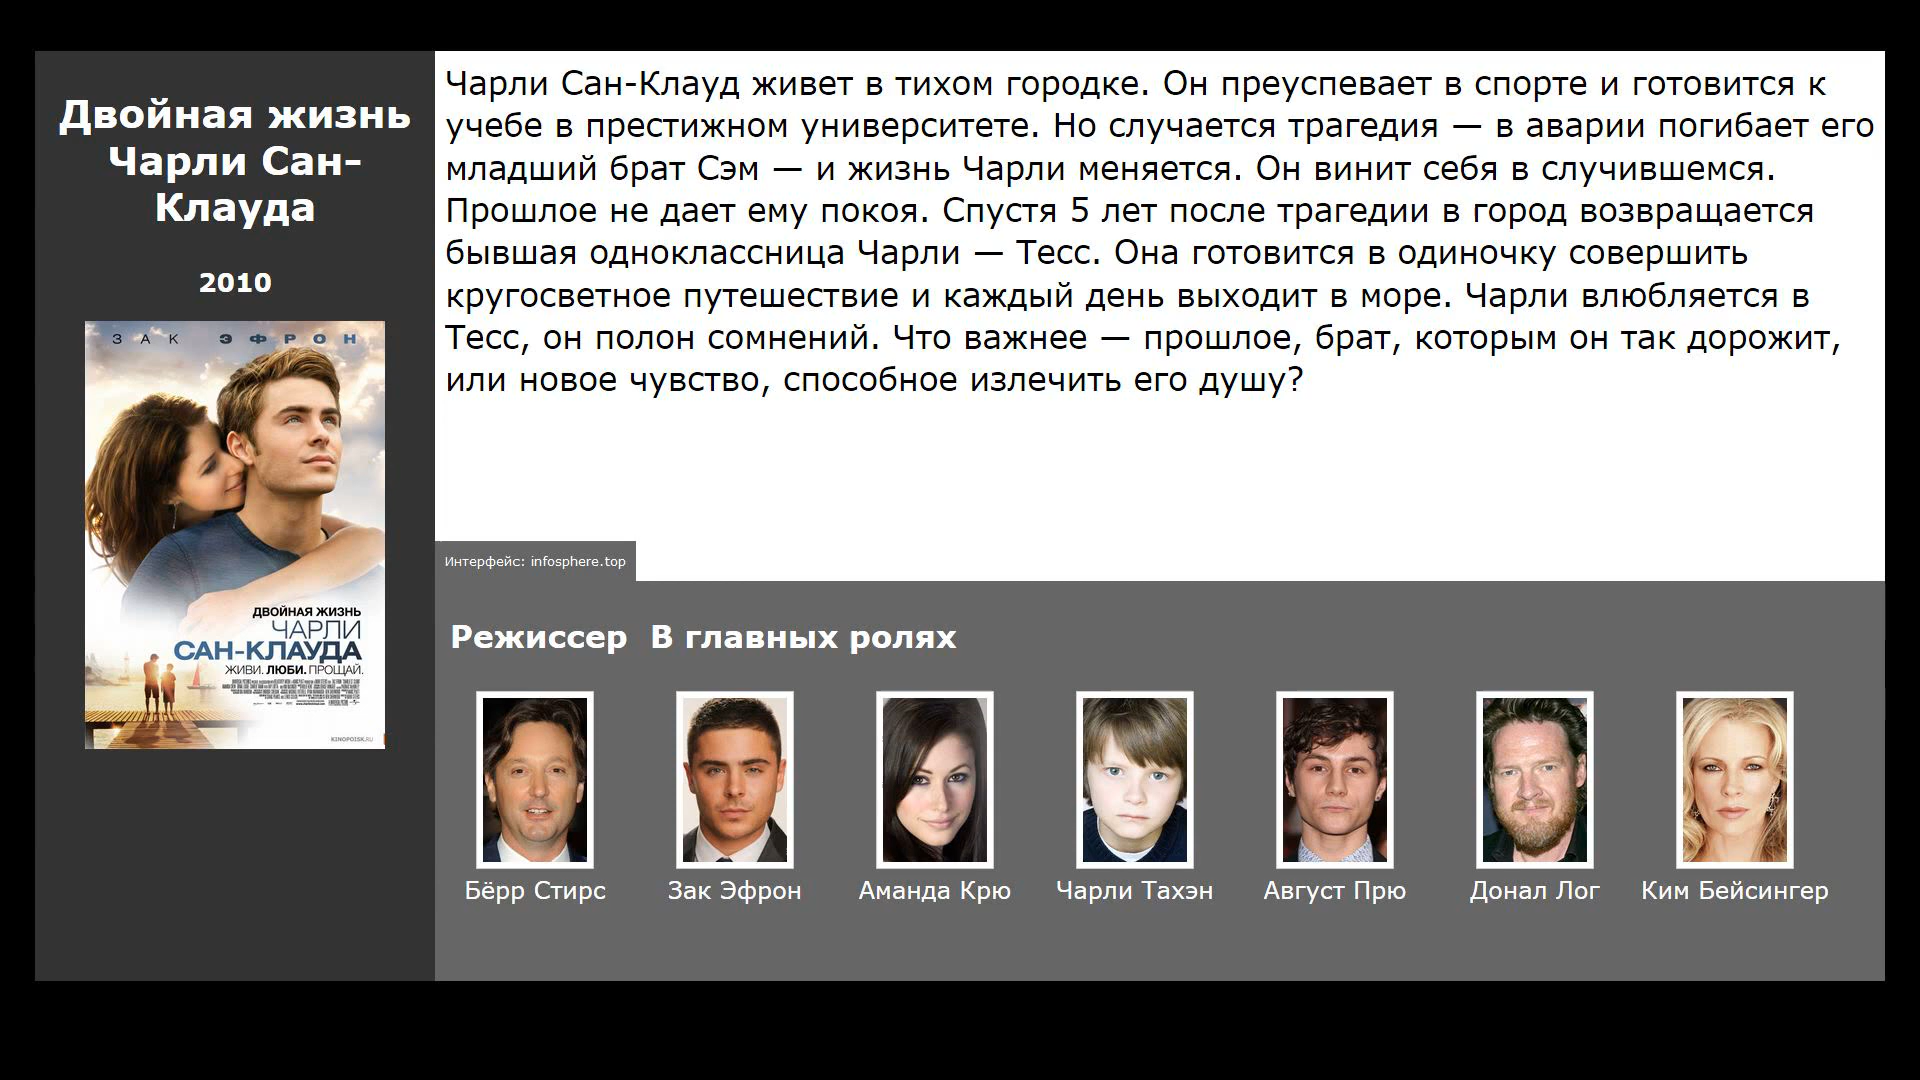 Двойная жизнь
Чарли Сан-
Клауда
2010
ЗАК ЭФРОН
ДВОЙНАЯ ЖИЗНЬ
ЧАРЛИ
САН-КЛАУДА
ЖИВИ. ЛЮБИ. ПРОЩАЙ.
KINOPOISK.RU
Чарли Сан-Клауд живет в тихом городке. Он преуспевает в спорте и готовится к
учебе в престижном университете. Но случается трагедия — в аварии погибает его
младший брат Сэм — и жизнь Чарли меняется. Он винит себя в случившемся.
Прошлое не дает ему покоя. Спустя 5 лет после трагедии в город возвращается
бывшая одноклассница Чарли — Тесс. Она готовится в одиночку совершить
кругосветное путешествие и каждый день выходит в море. Чарли влюбляется в
Тесс, он полон сомнений. Что важнее — прошлое, брат, которым он так дорожит,
или новое чувство, способное излечить его душу?
Интерфейс: infosphere.top
Режиссер В главных ролях
Бёрр Стирс Зак Эфрон Аманда Крю Чарли Тахэн Август Прю Донал Лог Ким Бейсингер